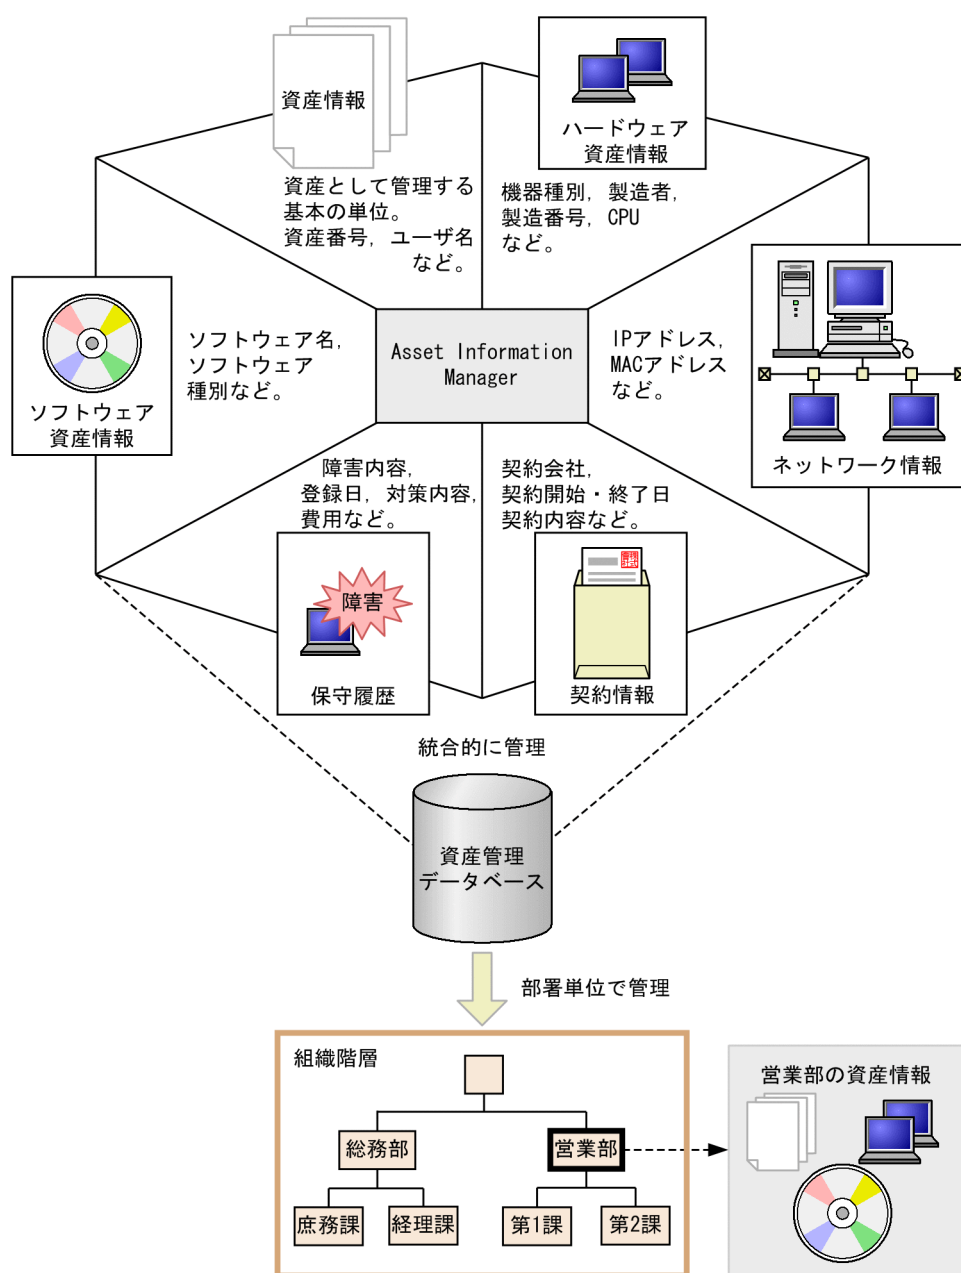 資産情報
ハードウェア
資産情報
資産として管理する
基本の単位。
資産番号，ユーザ名
など。
機器種別，製造者，
製造番号，CPU
など。
ソフトウェア
資産情報
ソフトウェア名，
ソフトウェア
種別など。
Asset Information
Manager
IPアドレス，
MACアドレス
など。
ネットワーク情報
障害内容，
登録日，対策内容，
費用など。
契約会社，
契約開始・終了日
契約内容など。
障害
保守履歴
契約情報
統合的に管理
資産管理
データベース
部署単位で管理
組織階層
総務部
営業部
庶務課
経理課
第1課
第2課
営業部の資産情報